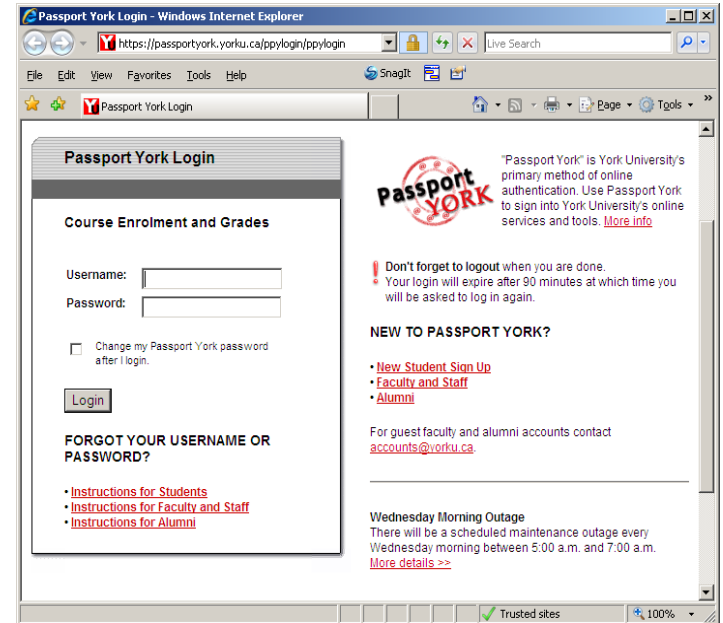 Passport York Login - Windows Internet Explorer
https://passportyork.yorku.ca/ppylogin/ppylogin
Live Search
File Edit View Favorites Tools Help
SnagIt
Passport York Login
Page Tools »
Passport York Login
Course Enrolment and Grades
Username:
Password:
Change my Passport York password
after I login.
Login
FORGOT YOUR USERNAME OR
PASSWORD?
• Instructions for Students
• Instructions for Faculty and Staff
• Instructions for Alumni
Passport
YORK
"Passport York" is York University's
primary method of online
authentication. Use Passport York
to sign into York University's online
services and tools. More info
Don't forget to logout when you are done.
Your login will expire after 90 minutes at which time you
will be asked to log in again.
NEW TO PASSPORT YORK?
• New Student Sign Up
• Faculty and Staff
• Alumni
For guest faculty and alumni accounts contact
accounts@yorku.ca.
Wednesday Morning Outage
There will be a scheduled maintenance outage every
Wednesday morning between 5:00 a.m. and 7:00 a.m.
More details >>
Trusted sites
100%